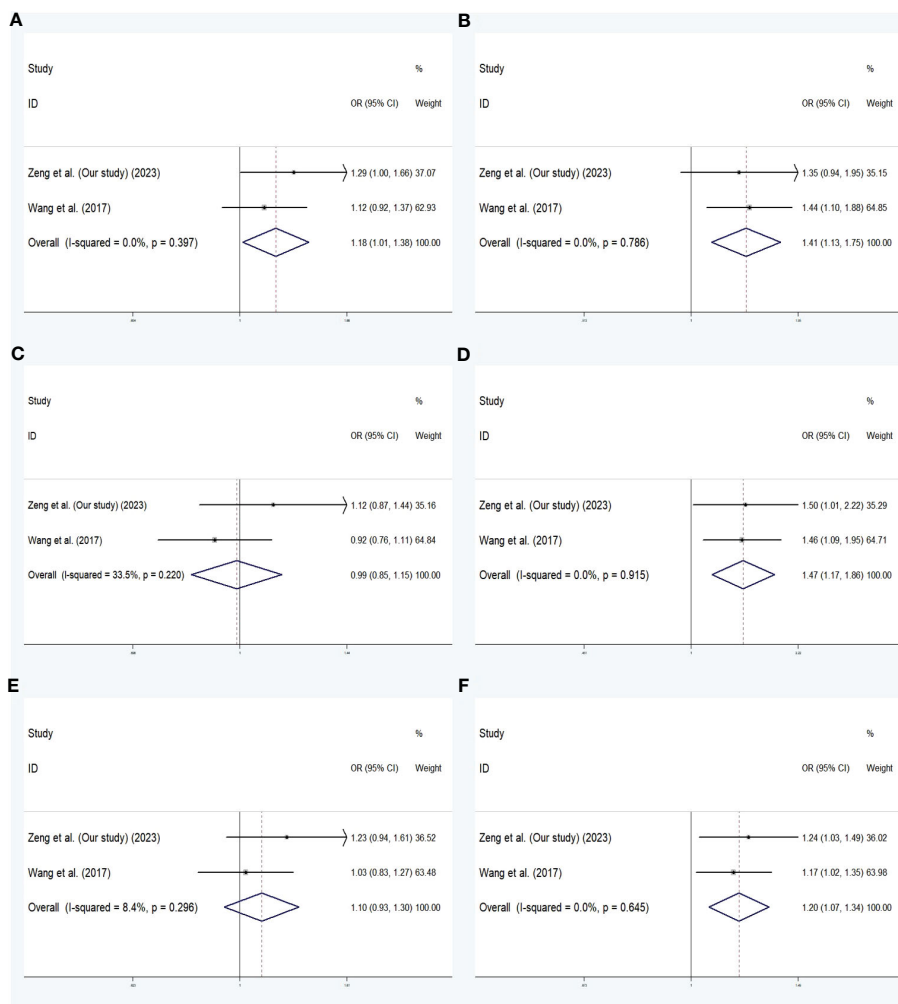 A
Study
%
ID
OR (95% CI)
Weight
Zeng et al. (Our study) (2023)
1.29 (1.00, 1.66)
37.07
Wang et al. (2017)
1.12 (0.92, 1.37)
62.93
Overall (I-squared = 0.0%, p = 0.397)
1.18 (1.01, 1.38)
100.00
1
B
Study
%
ID
OR (95% CI)
Weight
Zeng et al. (Our study) (2023)
1.35 (0.94, 1.95)
35.15
Wang et al. (2017)
1.44 (1.10, 1.88)
64.85
Overall (I-squared = 0.0%, p = 0.786)
1.41 (1.13, 1.75)
100.00
1
C
Study
%
ID
OR (95% CI)
Weight
Zeng et al. (Our study) (2023)
1.12 (0.87, 1.44)
35.16
Wang et al. (2017)
0.92 (0.76, 1.11)
64.84
Overall (I-squared = 33.5%, p = 0.220)
0.99 (0.85, 1.15)
100.00
1
D
Study
%
ID
OR (95% CI)
Weight
Zeng et al. (Our study) (2023)
1.50 (1.01, 2.22)
35.29
Wang et al. (2017)
1.46 (1.09, 1.95)
64.71
Overall (I-squared = 0.0%, p = 0.915)
1.47 (1.17, 1.86)
100.00
1
E
Study
%
ID
OR (95% CI)
Weight
Zeng et al. (Our study) (2023)
1.23 (0.94, 1.61)
36.52
Wang et al. (2017)
1.03 (0.83, 1.27)
63.48
Overall (I-squared = 8.4%, p = 0.296)
1.10 (0.93, 1.30)
100.00
1
F
Study
%
ID
OR (95% CI)
Weight
Zeng et al. (Our study) (2023)
1.24 (1.03, 1.49)
36.02
Wang et al. (2017)
1.17 (1.02, 1.35)
63.98
Overall (I-squared = 0.0%, p = 0.645)
1.20 (1.07, 1.34)
100.00
1